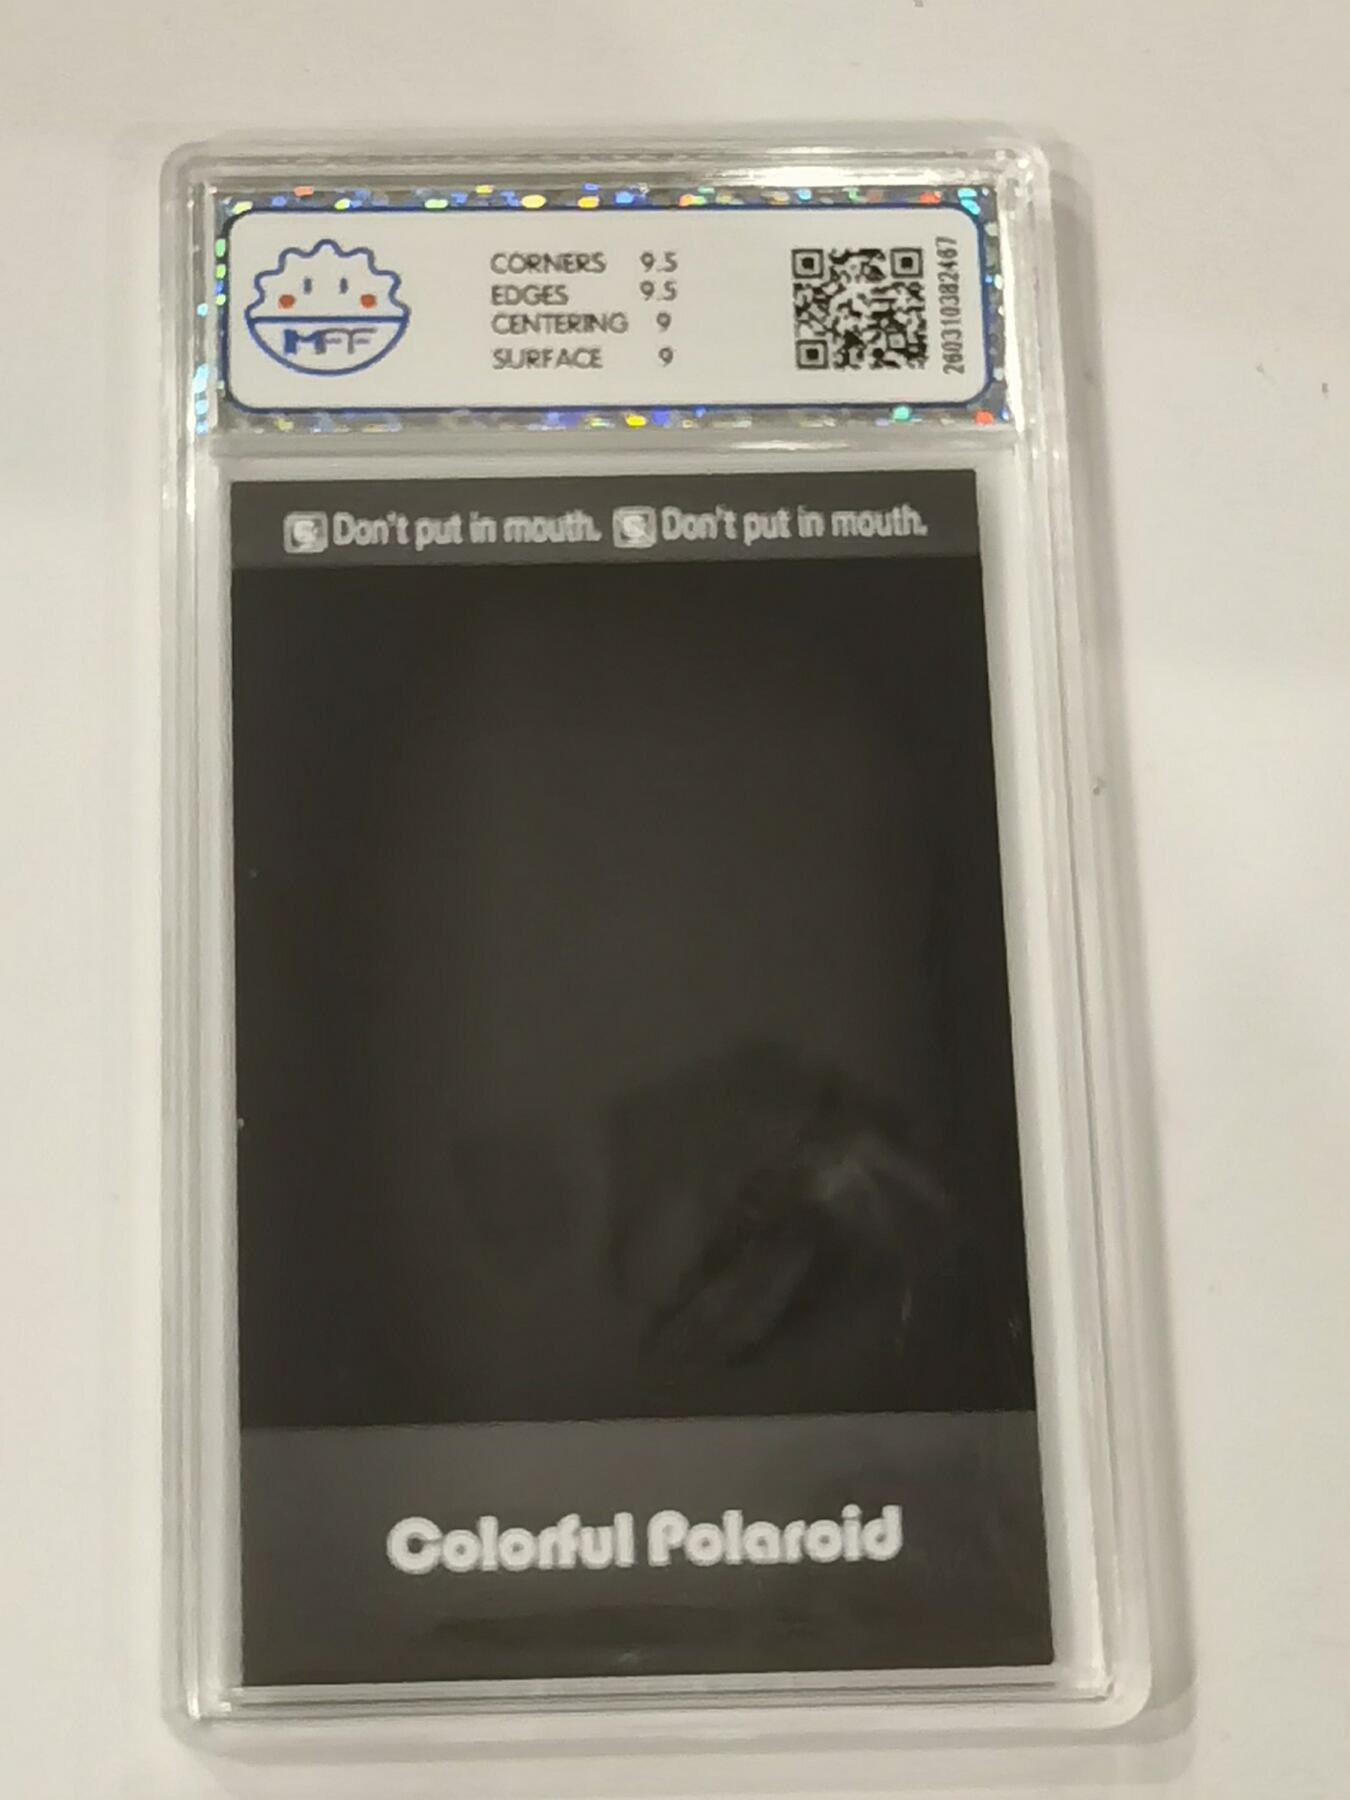 MFF
CORNERS 9.5
EDGES 9.5
CENTERING 9
SURFACE 9
260310382467
Don't put in mouth. Don't put in mouth.
Colorful Polaroid